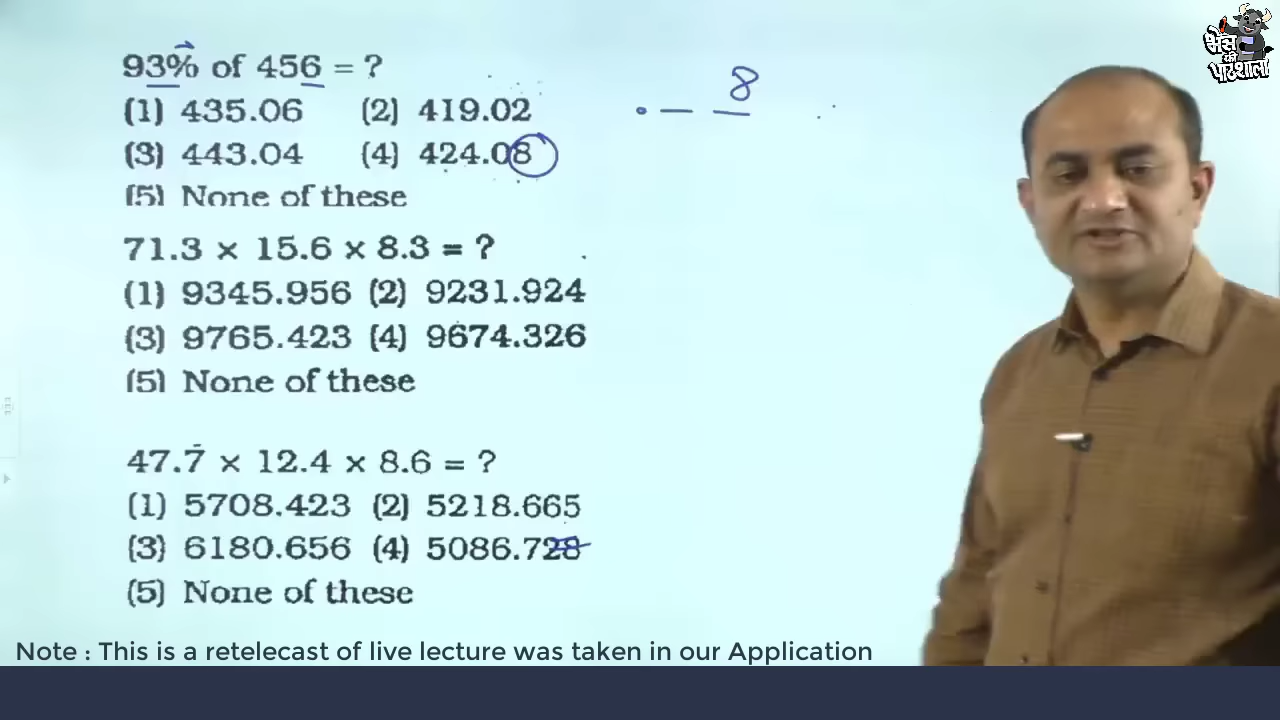 भैंस की पाठशाला
93% of 456 = ?
8
(1) 435.06 (2) 419.02
(3) 443.04 (4) 424.08
(5) None of these
71.3 × 15.6 × 8.3 = ?
(1) 9345.956 (2) 9231.924
(3) 9765.423 (4) 9674.326
(5) None of these
47.7 × 12.4 × 8.6 = ?
(1) 5708.423 (2) 5218.665
(3) 6180.656 (4) 5086.728
(5) None of these
Note : This is a retelecast of live lecture was taken in our Application